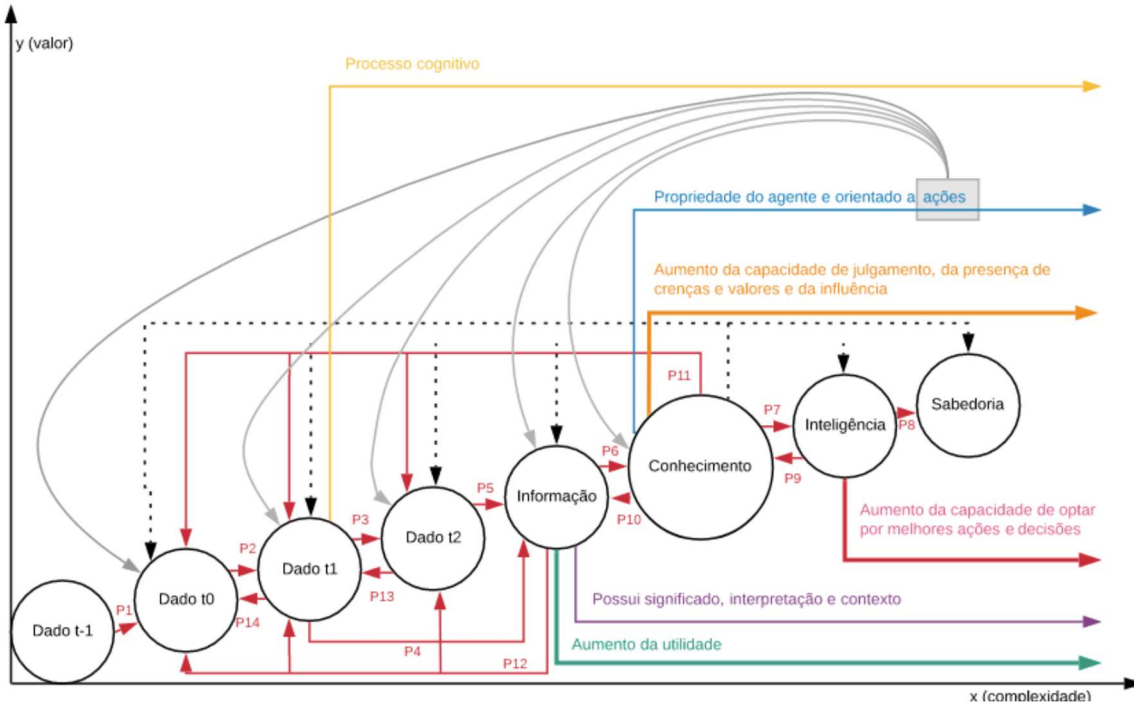 y (valor)
Processo cognitivo
Propriedade do agente e orientado a ações
Aumento da capacidade de julgamento, da presença de
crenças e valores e da influência
P11
Sabedoria
P7
Inteligência
P8
P6
Conhecimento
P9
P5
Informação
P10
Aumento da capacidade de optar
por melhores ações e decisões
P3
Dado t2
P2
Dado t1
P13
Possui significado, interpretação e contexto
P1
Dado t0
P14
Dado t-1
P4
Aumento da utilidade
P12
x (complexidade)